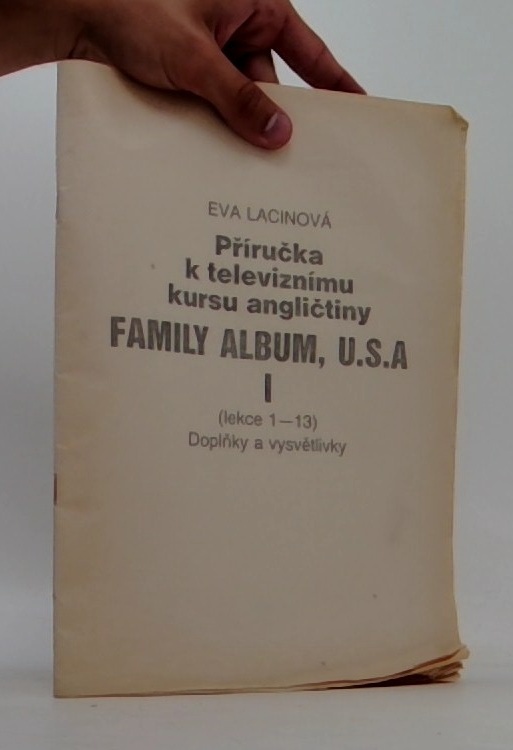 EVA LACINOVÁ
Příručka
k televiznímu
kursu angličtiny
FAMILY ALBUM, U.S.A
I
(lekce 1—13)
Doplňky a vysvětlivky